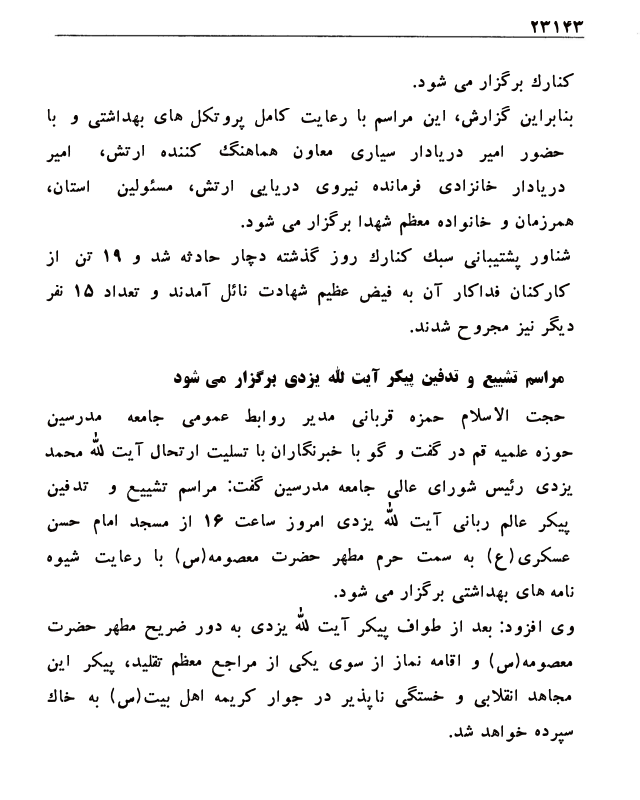 ۲۳۱۴۳
کنارك برگزار می شود.
بنابراین گزارش، این مراسم با رعایت کامل پروتکل های بهداشتی و با
حضور امیر دریادار سیاری معاون هماهنگ کننده ارتش، امیر
دریادار خانزادی فرمانده نیروی دریایی ارتش، مسئولین استان،
همرزمان و خانواده معظم شهدا برگزار می شود.
شناور پشتیبانی سبك کنارك روز گذشته دچار حادثه شد و ۱۹ تن از
کارکنان فداکار آن به فیض عظیم شهادت نائل آمدند و تعداد ۱۵ نفر
دیگر نیز مجروح شدند.
مراسم تشییع و تدفین پیکر آیت لله یزدی برگزار می شود
حجت الاسلام حمزه قربانی مدیر روابط عمومی جامعه مدرسین
حوزه علمیه قم در گفت و گو با خبرنگاران با تسلیت ارتحال آیت لله محمد
یزدی رئیس شورای عالی جامعه مدرسین گفت: مراسم تشییع و تدفین
پیکر عالم ربانی آیت لله یزدی امروز ساعت ۱۶ از مسجد امام حسن
عسکری(ع) به سمت حرم مطهر حضرت معصومه(س) با رعایت شیوه
نامه های بهداشتی برگزار می شود.
وی افزود: بعد از طواف پیکر آیت لله یزدی به دور ضریح مطهر حضرت
معصومه(س) و اقامه نماز از سوی یکی از مراجع معظم تقلید، پیکر این
مجاهد انقلابی و خستگی ناپذیر در جوار کریمه اهل بیت(س) به خاك
سپرده خواهد شد.